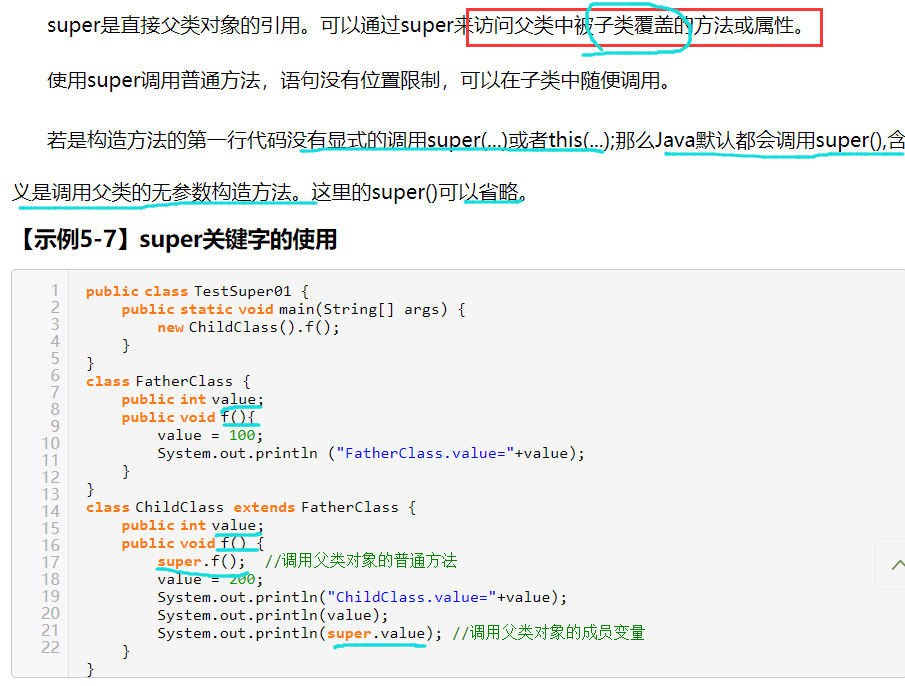 super是直接父类对象的引用。可以通过super来访问父类中被子类覆盖的方法或属性。
使用super调用普通方法，语句没有位置限制，可以在子类中随便调用。
若是构造方法的第一行代码没有显式的调用super(...)或者this(...);那么Java默认都会调用super(),含
义是调用父类的无参数构造方法。这里的super()可以省略。
【示例5-7】super关键字的使用
1 public class TestSuper01 {
2 public static void main(String[] args) {
3 new ChildClass().f();
4 }
5 }
6 class FatherClass {
7 public int value;
8 public void f(){
9 value = 100;
10 System.out.println ("FatherClass.value="+value);
11 }
12 }
13 class ChildClass extends FatherClass {
14 public int value;
15 public void f() {
16 super.f(); //调用父类对象的普通方法
17 value = 200;
18 System.out.println("ChildClass.value="+value);
19 System.out.println(value);
20 System.out.println(super.value); //调用父类对象的成员变量
21 }
22 }